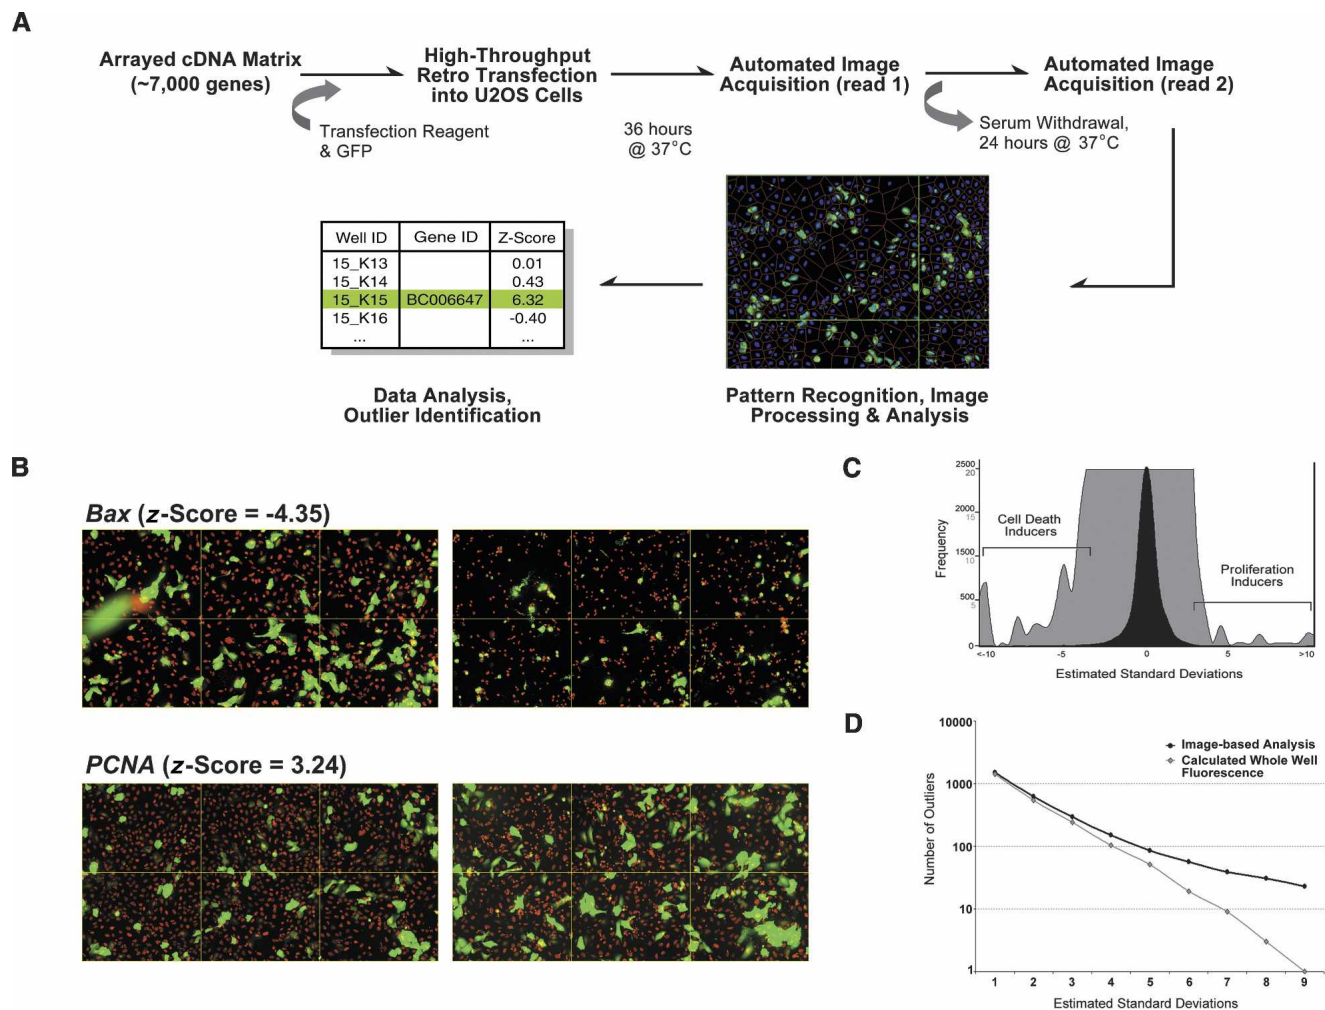 A
Arrayed cDNA Matrix
(~7,000 genes)
High-Throughput
Retro Transfection
into U2OS Cells
Automated Image
Acquisition (read 1)
Automated Image
Acquisition (read 2)
Transfection Reagent
& GFP
36 hours
@ 37°C
Serum Withdrawal,
24 hours @ 37°C
Well ID Gene ID Z-Score
15_K13 0.01
15_K14 0.43
15_K15 BC006647 6.32
15_K16 -0.40
... ...
Data Analysis,
Outlier Identification
Pattern Recognition, Image
Processing & Analysis
B
Bax (z-Score = -4.35)
PCNA (z-Score = 3.24)
C
Frequency
2500
20
2000
15
1500
10
500
5
0
Cell Death
Inducers
Proliferation
Inducers
<-10 -5 0 5 >10
Estimated Standard Deviations
D
Number of Outliers
10000
1000
100
10
1
Image-based Analysis
Calculated Whole Well
Fluorescence
1 2 3 4 5 6 7 8 9
Estimated Standard Deviations